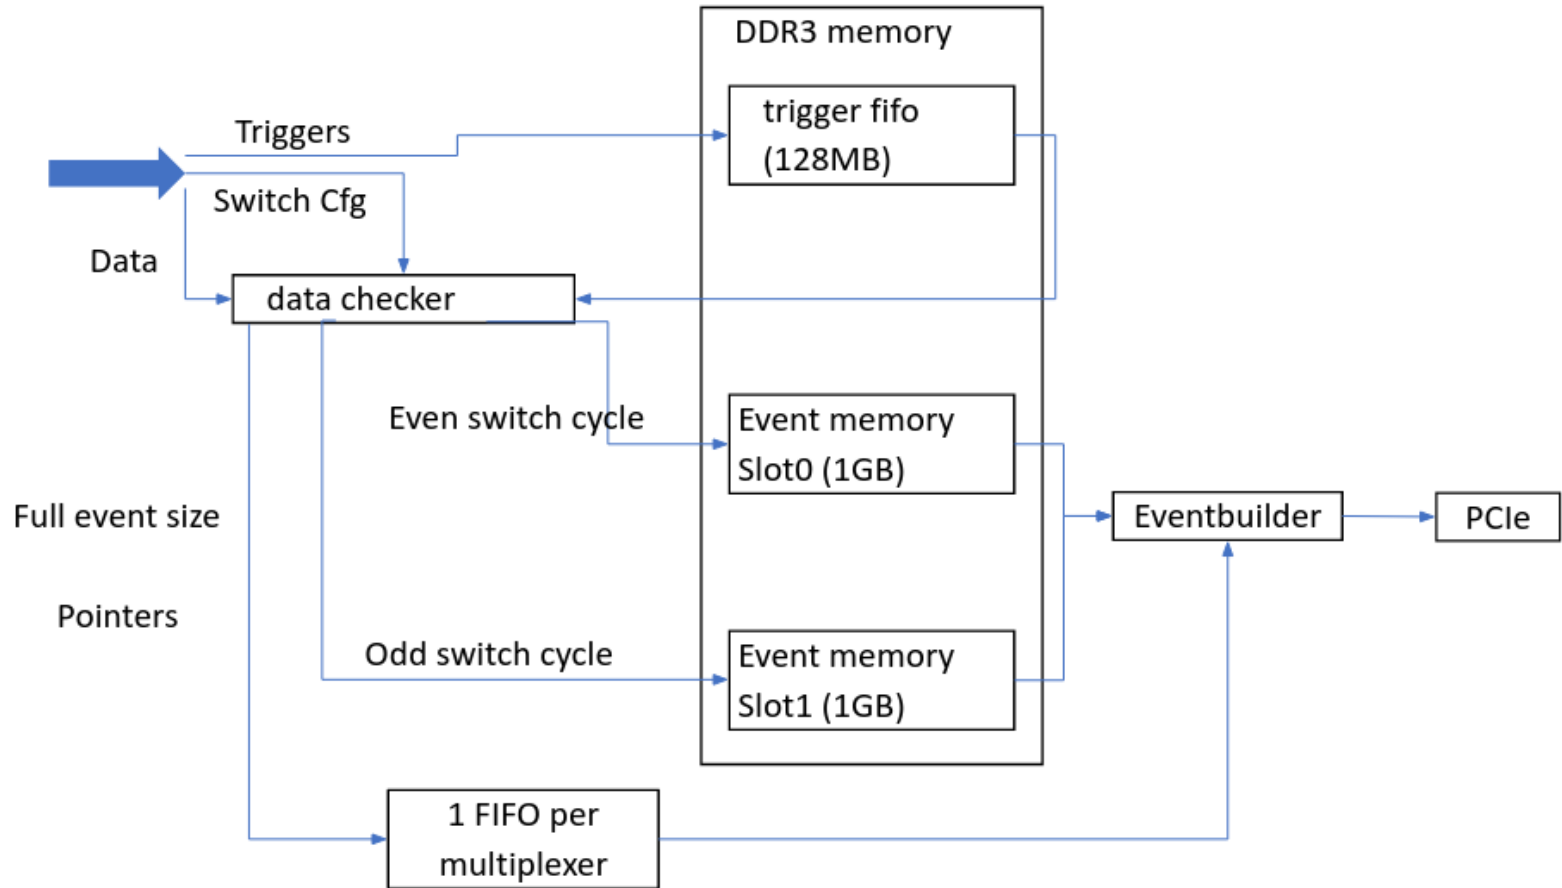 DDR3 memory
trigger fifo
(128MB)
Triggers
Switch Cfg
Data
data checker
Even switch cycle
Event memory
Slot0 (1GB)
Full event size
Eventbuilder
PCIe
Pointers
Odd switch cycle
Event memory
Slot1 (1GB)
1 FIFO per
multiplexer